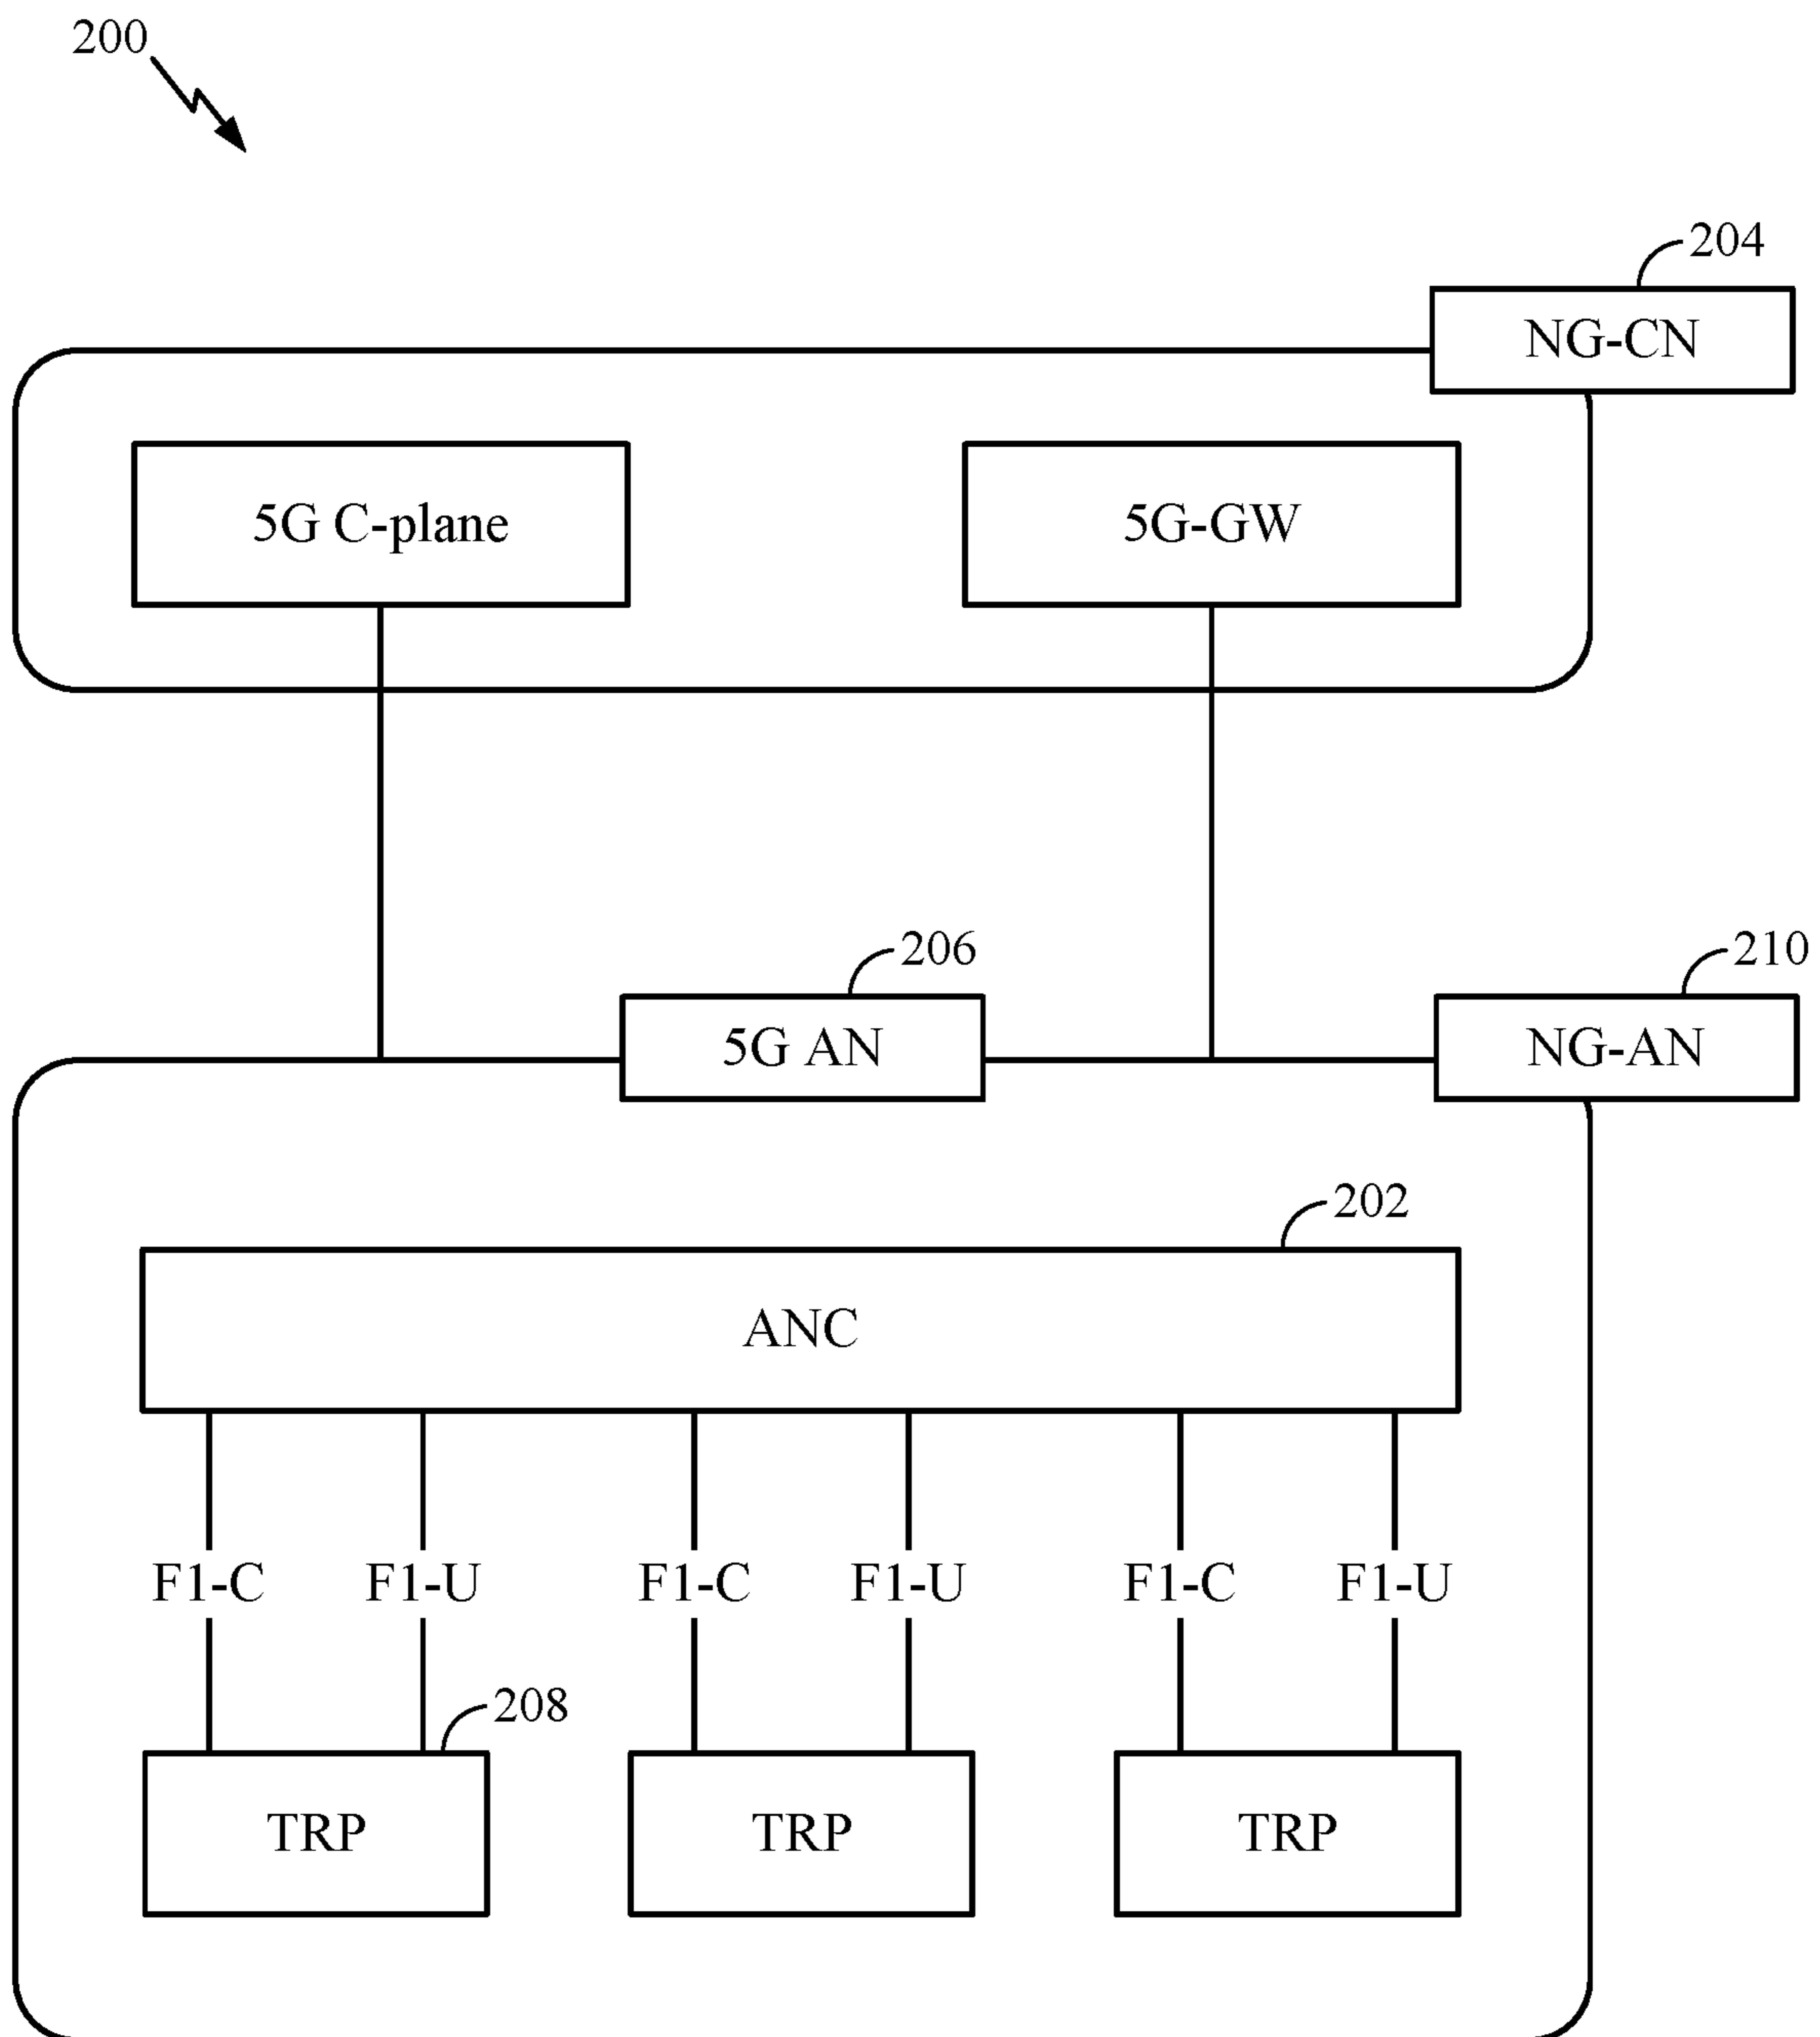 200
204
NG-CN
5G C-plane
5G-GW
206
210
5G AN
NG-AN
202
ANC
F1-C
F1-U
F1-C
F1-U
F1-C
F1-U
208
TRP
TRP
TRP